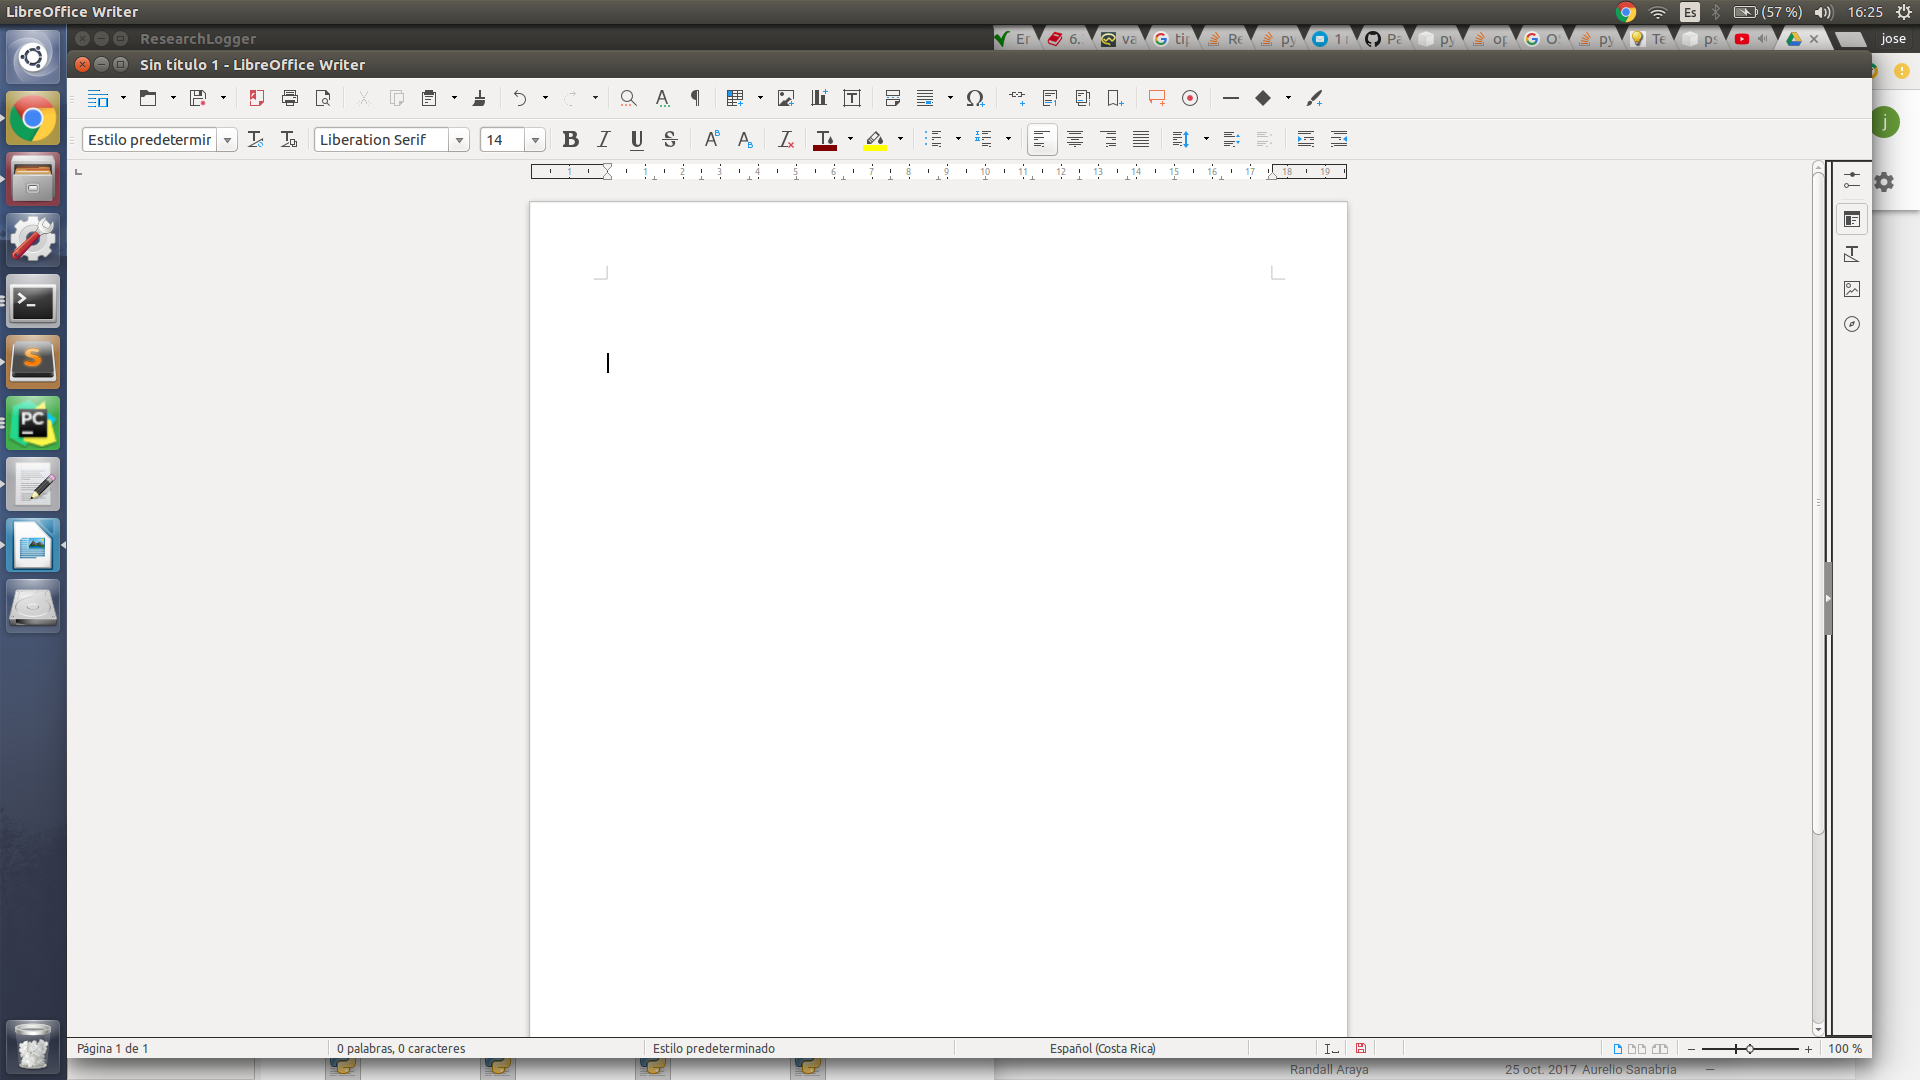 LibreOffice Writer
Es
(57 %)
16:25
ResearchLogger
Er
6.
va
tip
Re
py
1
Pa
py
op
O
py
Te
ps
jose
Sin título 1 - LibreOffice Writer
j
Estilo predetermir
Liberation Serif
14
1 1 2 3 4 5 6 7 8 9 10 11 12 13 14 15 16 17 18 19
PC
Página 1 de 1
0 palabras, 0 caracteres
Estilo predeterminado
Español (Costa Rica)
100 %
Randall Araya
25 oct. 2017 Aurelio Sanabria